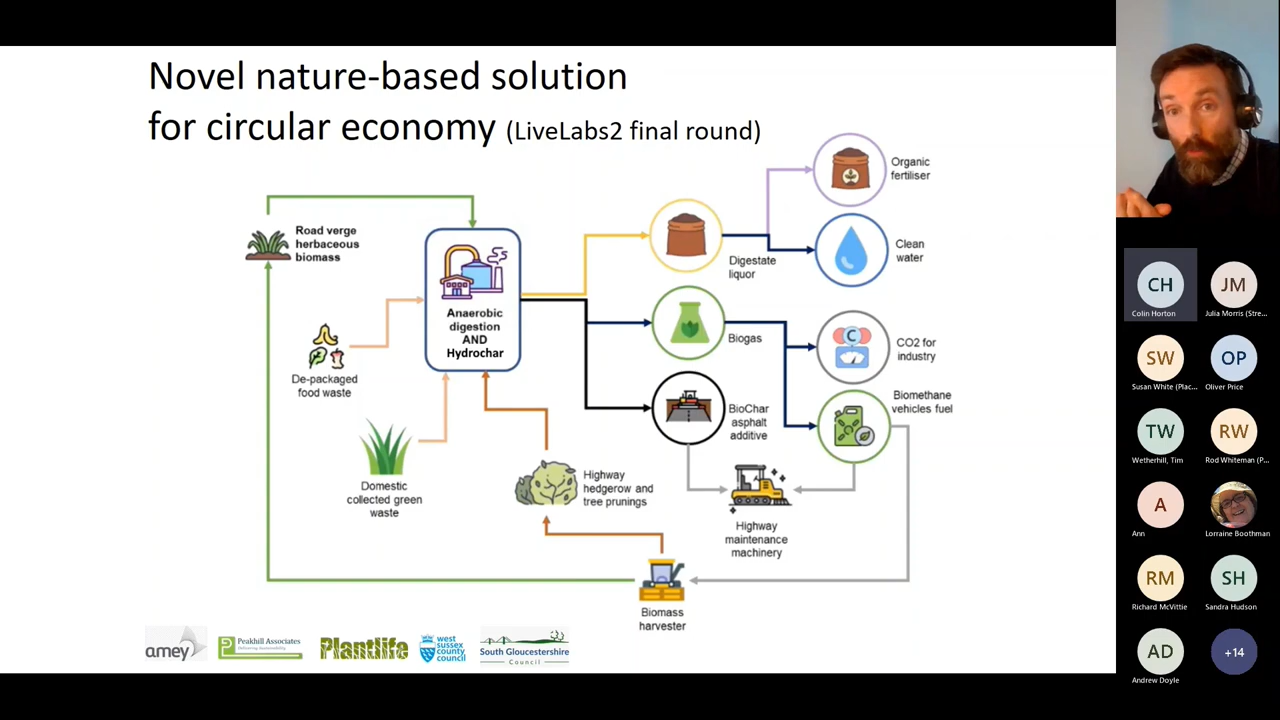 Novel nature-based solution
for circular economy (LiveLabs2 final round)
Organic
fertiliser
Road verge
herbaceous
biomass
Clean
water
Digestate
liquor
Anaerobic
digestion
AND
Hydrochar
Biogas
CO2 for
industry
De-packaged
food waste
BioChar
asphalt
additive
Biomethane
vehicles fuel
Domestic
collected green
waste
Highway
hedgerow and
tree prunings
Highway
maintenance
machinery
Biomass
harvester
amey
Peakhill Associates
Delivering Sustainability
Plantlife
west
sussex
county
council
South Gloucestershire
Council
C
CH
Colin Horton
JM
Julia Morris (Stre...
SW
Susan White (Plac...
OP
Oliver Price
TW
Wetherhill, Tim
RW
Rod Whiteman (P...
A
Ann
Lorraine Boothman
RM
Richard McVittie
SH
Sandra Hudson
AD
Andrew Doyle
+14